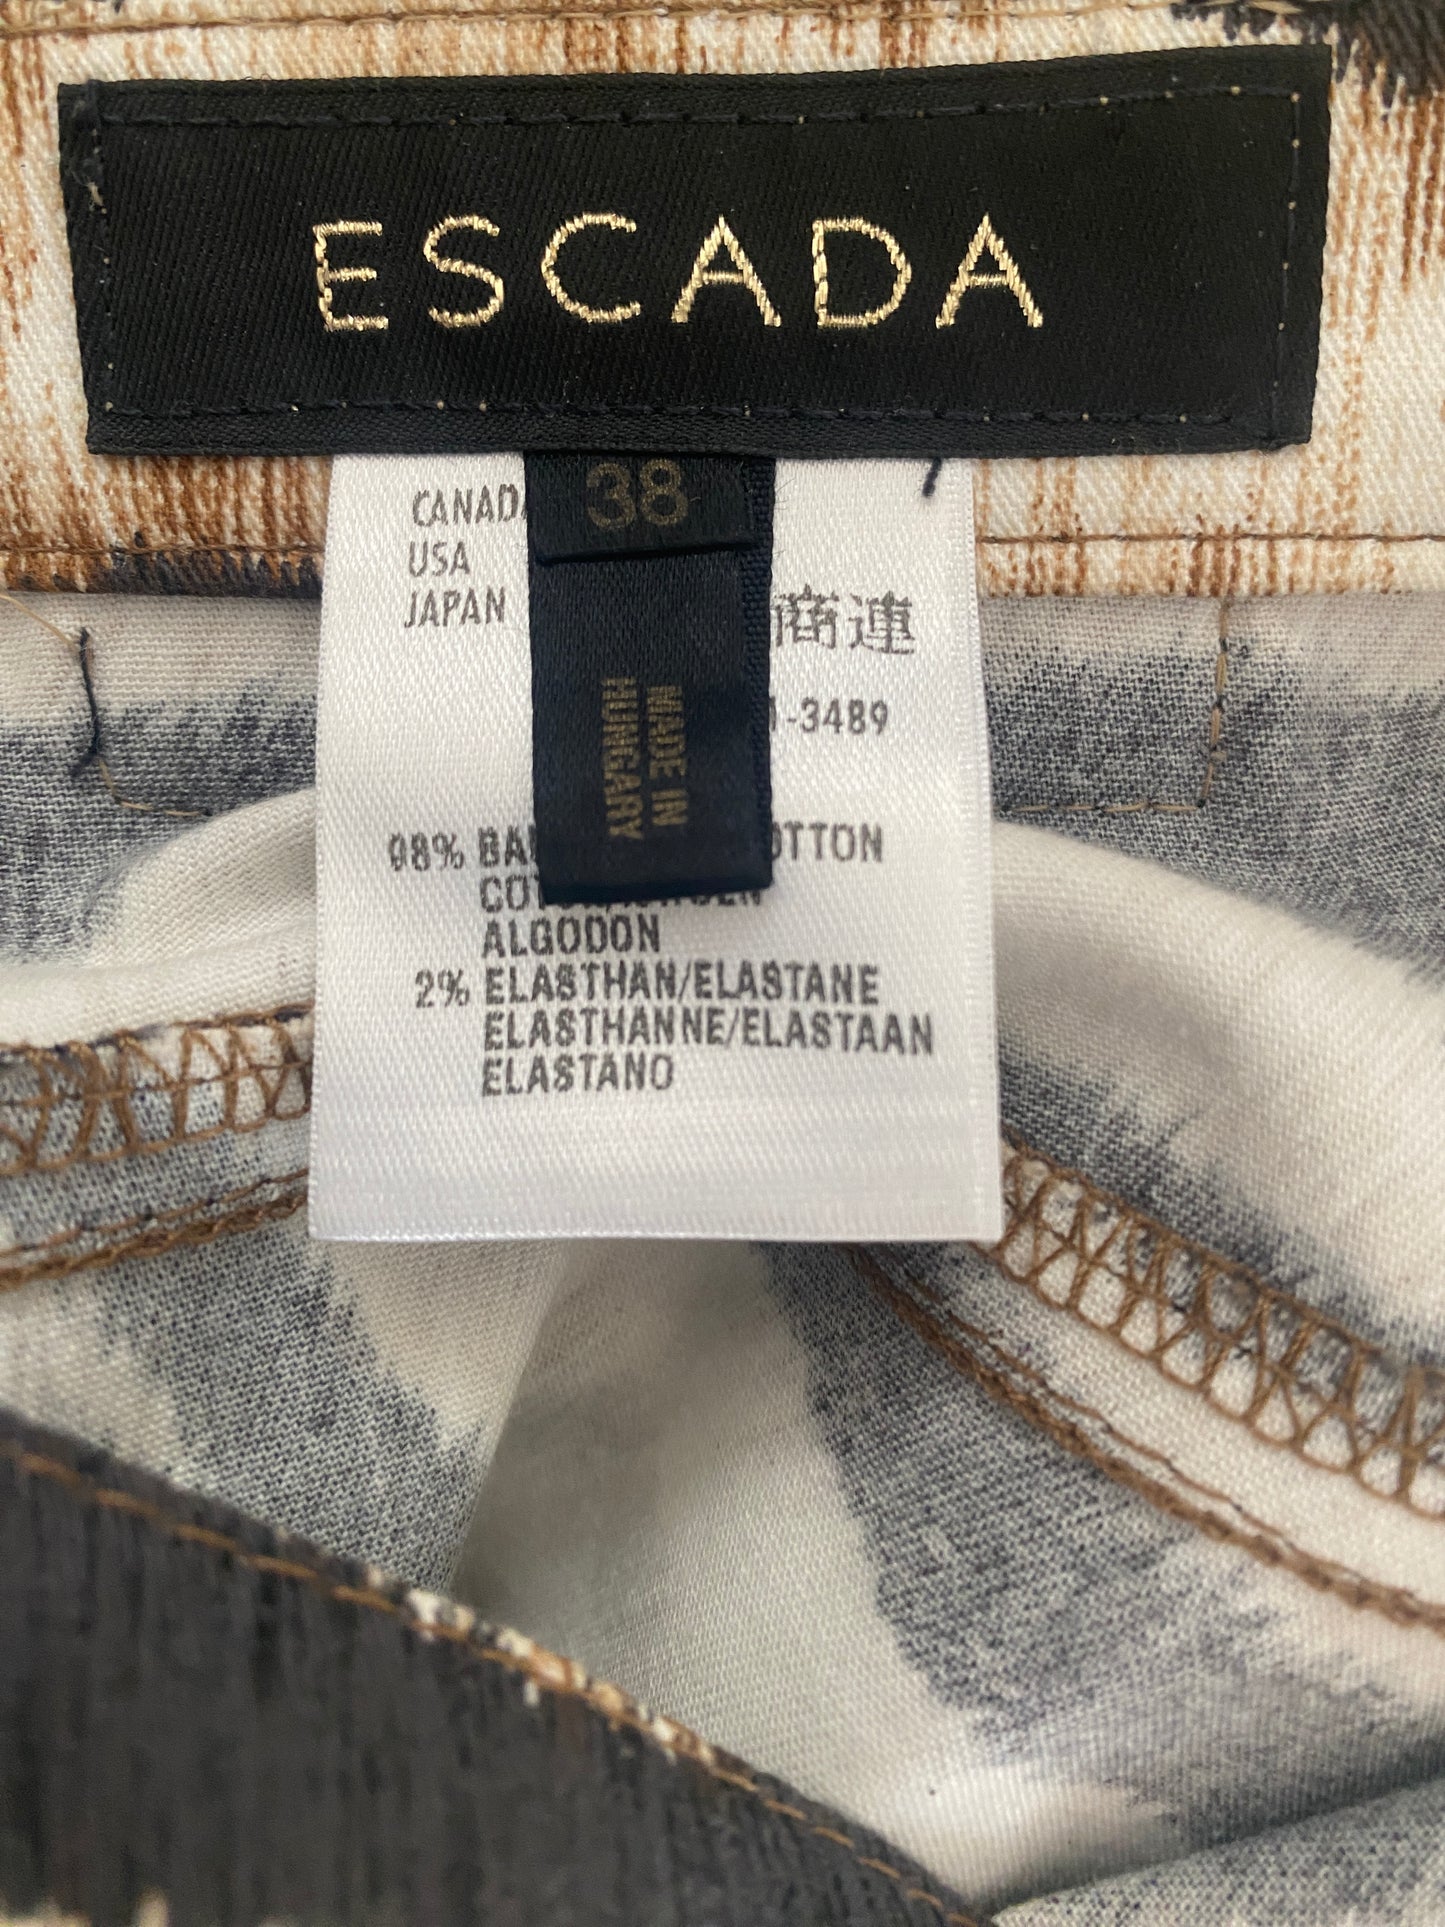 ESCADA
38
CANADA
USA
JAPAN
商連
-3489
MADE IN
HUNGARY
98%
ALGODON
2% ELASTHAN/ELASTANE
ELASTHANNE/ELASTAAN
ELASTANO